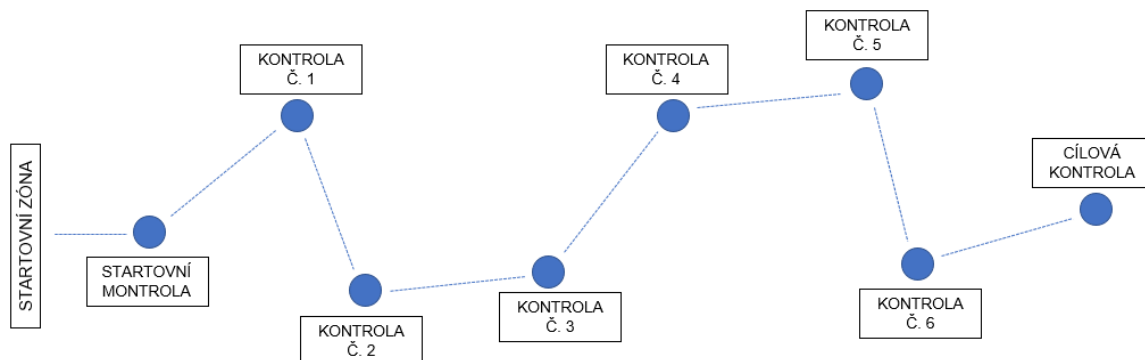 STARTOVNÍ ZÓNA
STARTOVNÍ
MONTROLA
KONTROLA
Č. 1
KONTROLA
Č. 2
KONTROLA
Č. 3
KONTROLA
Č. 4
KONTROLA
Č. 5
KONTROLA
Č. 6
CÍLOVÁ
KONTROLA